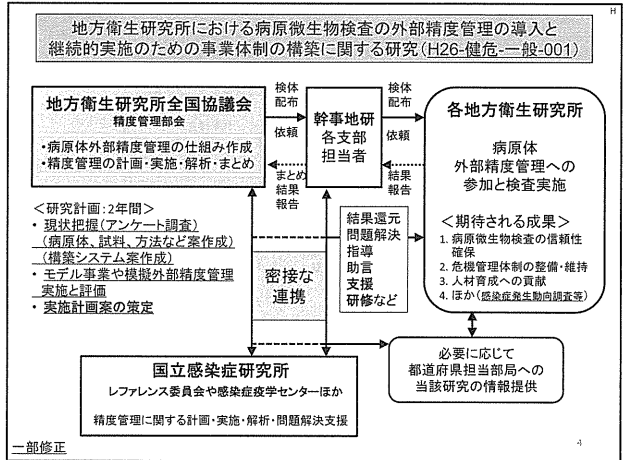 H
地方衛生研究所における病原微生物検査の外部精度管理の導入と
継続的実施のための事業体制の構築に関する研究(H26-健危-一般-001)
地方衛生研究所全国協議会
精度管理部会
・病原体外部精度管理の仕組み作成
・精度管理の計画・実施・解析・まとめ
検体
配布
依頼
まとめ
結果
報告
幹事地研
各支部
担当者
検体
配布
依頼
結果
報告
各地方衛生研究所
病原体
外部精度管理への
参加と検査実施
＜期待される成果＞
1. 病原微生物検査の信頼性
確保
2. 危機管理体制の整備・維持
3. 人材育成への貢献
4. ほか(感染症発生動向調査等)
＜研究計画：2年間＞
• 現状把握(アンケート調査)
(病原体、試料、方法など案作成)
(構築システム案作成)
• モデル事業や模擬外部精度管理
実施と評価
• 実施計画案の策定
密接な
連携
結果還元
問題解決
指導
助言
支援
研修など
国立感染症研究所
レファレンス委員会や感染症疫学センターほか
精度管理に関する計画・実施・解析・問題解決支援
必要に応じて
都道府県担当部局への
当該研究の情報提供
一部修正
4